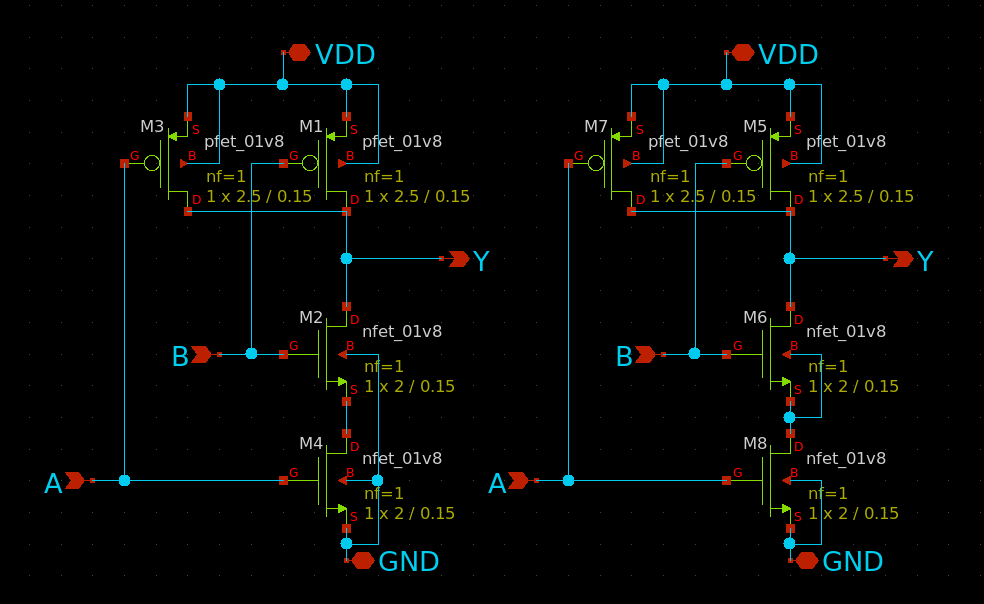 VDD
VDD
M3
S
pfet_01v8
G
B
nf=1
1 x 2.5 / 0.15
D
M1
S
pfet_01v8
G
B
nf=1
1 x 2.5 / 0.15
D
M7
S
pfet_01v8
G
B
nf=1
1 x 2.5 / 0.15
D
M5
S
pfet_01v8
G
B
nf=1
1 x 2.5 / 0.15
D
Y
Y
M2
D
nfet_01v8
B
G
B
nf=1
1 x 2 / 0.15
S
M6
D
nfet_01v8
B
G
B
nf=1
1 x 2 / 0.15
S
M4
D
nfet_01v8
A
G
B
nf=1
1 x 2 / 0.15
S
M8
D
nfet_01v8
A
G
B
nf=1
1 x 2 / 0.15
S
GND
GND